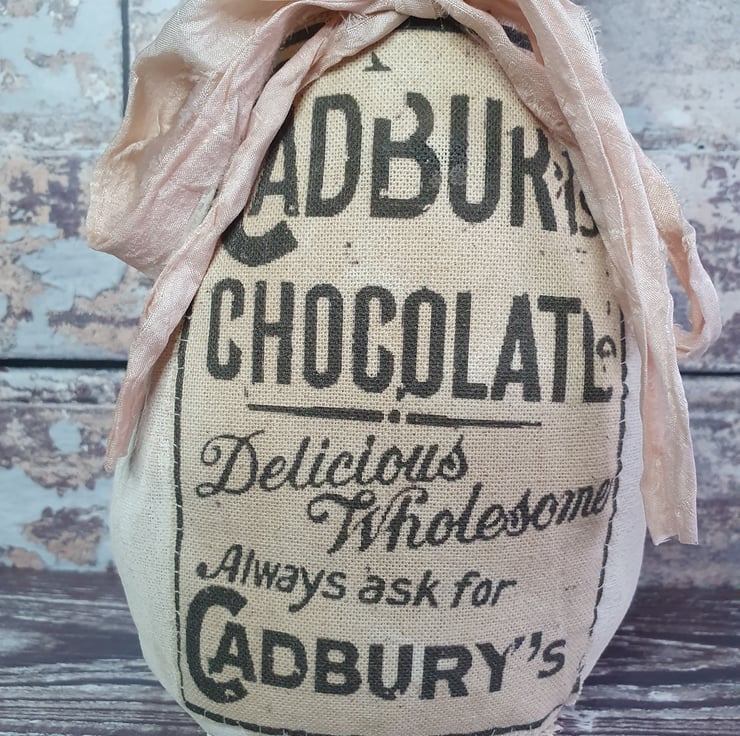 CADBURY'S
CHOCOLATE
Delicious
Wholesome
Always ask for
CADBURY'S